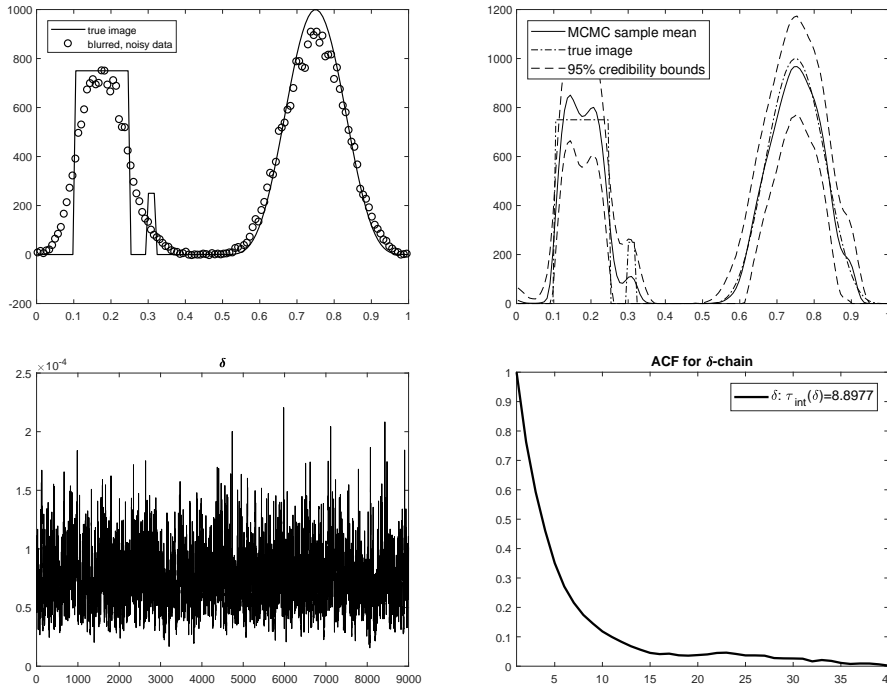 1000
800
600
400
200
0
-200
0 0.1 0.2 0.3 0.4 0.5 0.6 0.7 0.8 0.9 1
true image
blurred, noisy data
1200
1000
800
600
400
200
0
0 0.1 0.2 0.3 0.4 0.5 0.6 0.7 0.8 0.9 1
MCMC sample mean
true image
95% credibility bounds
δ
×10⁻⁴
2.5
2
1.5
1
0.5
0
0 1000 2000 3000 4000 5000 6000 7000 8000 9000
ACF for δ-chain
1
0.9
0.8
0.7
0.6
0.5
0.4
0.3
0.2
0.1
0
5 10 15 20 25 30 35 40
δ: τ_int(δ)=8.8977